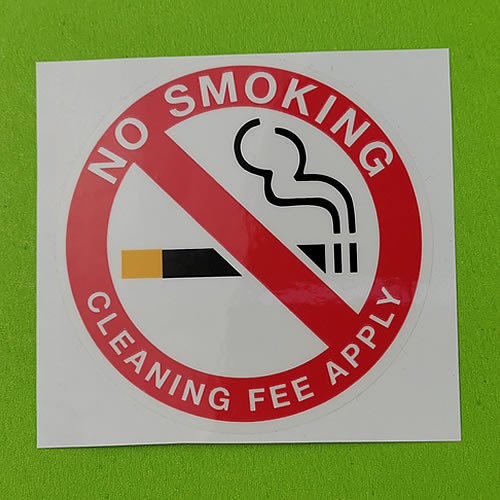 NO SMOKING
CLEANING FEE APPLY